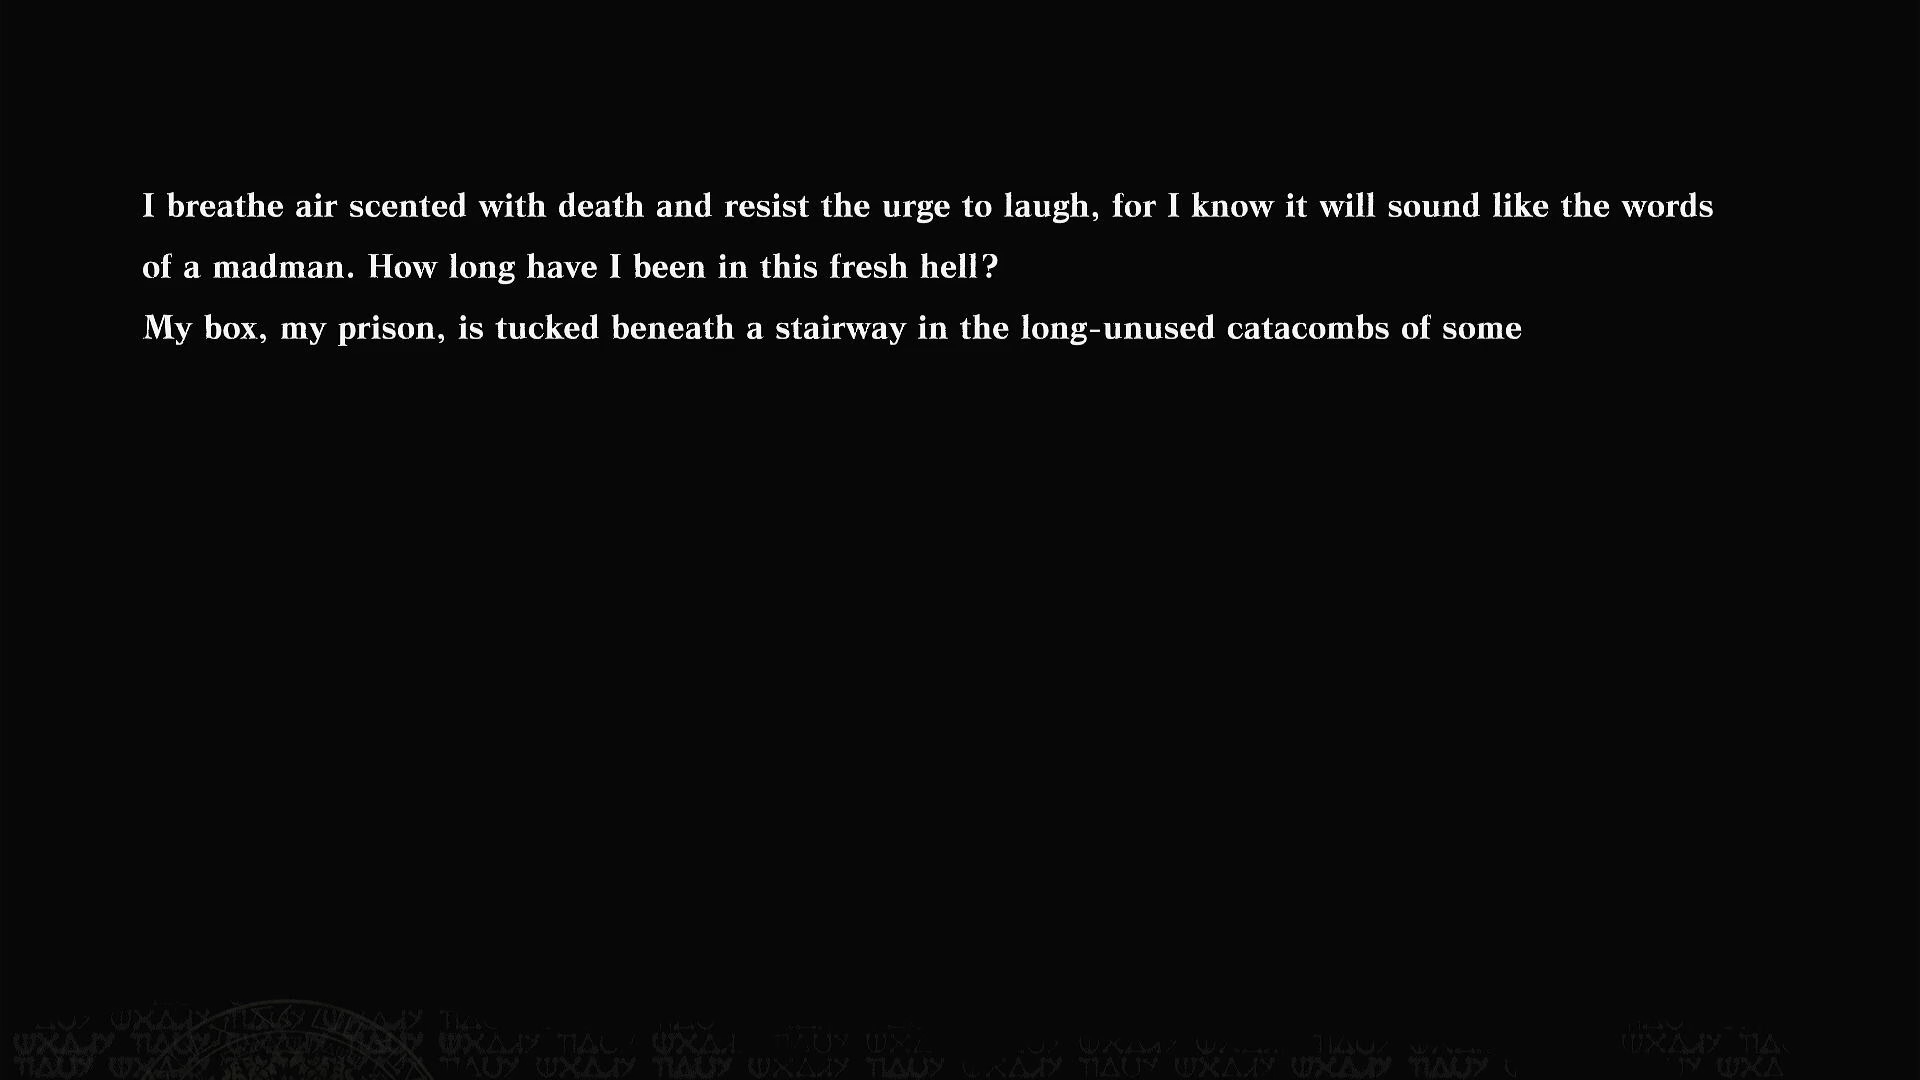 I breathe air scented with death and resist the urge to laugh, for I know it will sound like the words
of a madman. How long have I been in this fresh hell?
My box, my prison, is tucked beneath a stairway in the long-unused catacombs of some